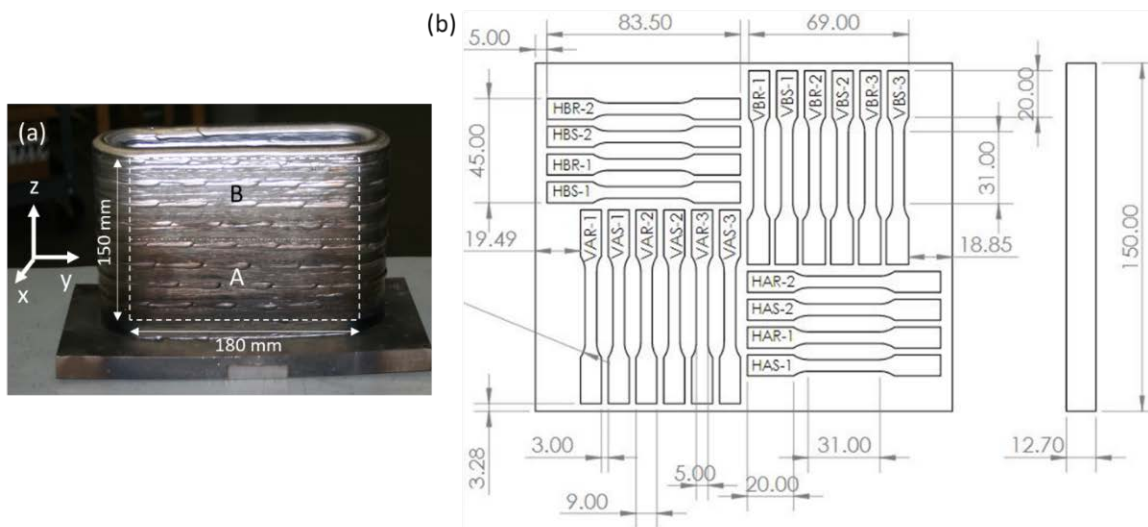 (a)
z
y
x
150 mm
B
A
180 mm
(b)
83.50
69.00
5.00
20.00
45.00
31.00
HBR-2
HBS-2
HBR-1
HBS-1
VBR-1
VBS-1
VBR-2
VBS-2
VBR-3
VBS-3
19.49
VAR-1
VAS-1
VAR-2
VAS-2
VAR-3
VAS-3
18.85
150.00
HAR-2
HAS-2
HAR-1
HAS-1
3.28
3.00
9.00
5.00
20.00
31.00
12.70